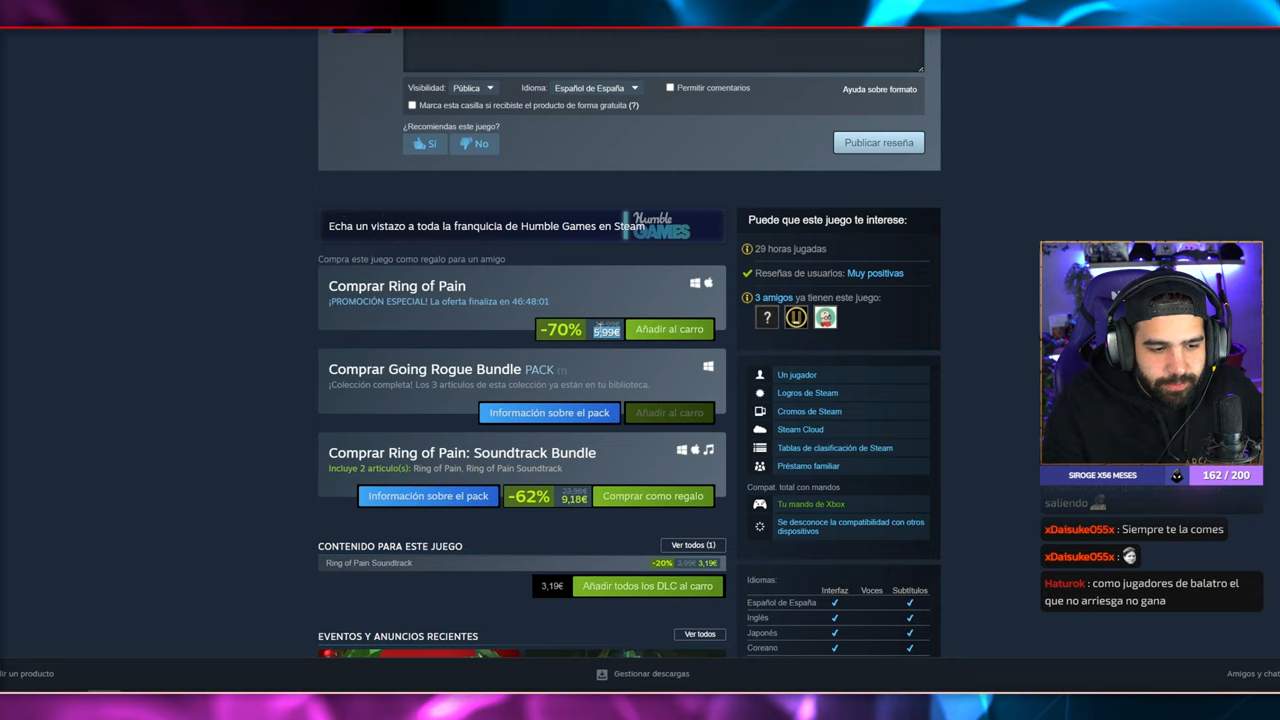 Visibilidad: Pública
Idioma: Español de España
Permitir comentarios
Ayuda sobre formato
Marca esta casilla si recibiste el producto de forma gratuita (?)
¿Recomiendas este juego?
Sí
No
Publicar reseña
Echa un vistazo a toda la franquicia de Humble Games en Steam
Humble
GAMES
Compra este juego como regalo para un amigo
Comprar Ring of Pain
¡PROMOCIÓN ESPECIAL! La oferta finaliza en 46:48:01
-70%
5,99€
Añadir al carro
Comprar Going Rogue Bundle PACK (?)
¡Colección completa! Los 3 artículos de esta colección ya están en tu biblioteca.
Información sobre el pack
Añadir al carro
Comprar Ring of Pain: Soundtrack Bundle
Incluye 2 artículo(s): Ring of Pain, Ring of Pain Soundtrack
Información sobre el pack
-62%
23,98€
9,18€
Comprar como regalo
CONTENIDO PARA ESTE JUEGO
Ver todos (1)
Ring of Pain Soundtrack
-20% 3,99€ 3,19€
3,19€
Añadir todos los DLC al carro
EVENTOS Y ANUNCIOS RECIENTES
Ver todos
Puede que este juego te interese:
29 horas jugadas
Reseñas de usuarios: Muy positivas
3 amigos ya tienen este juego:
?
Un jugador
Logros de Steam
Cromos de Steam
Steam Cloud
Tablas de clasificación de Steam
Préstamo familiar
Compat. total con mandos
Tu mando de Xbox
Se desconoce la compatibilidad con otros
dispositivos
Idiomas:
Interfaz Voces Subtítulos
Español de España ✔ ✔
Inglés ✔ ✔
Japonés ✔ ✔
Coreano ✔ ✔
SIROGE X56 MESES
162 / 200
saliendo
xDaisukeO55x : Siempre te la comes
xDaisukeO55x :
Haturok : como jugadores de balatro el
que no arriesga no gana
dir un producto
Gestionar descargas
Amigos y chat